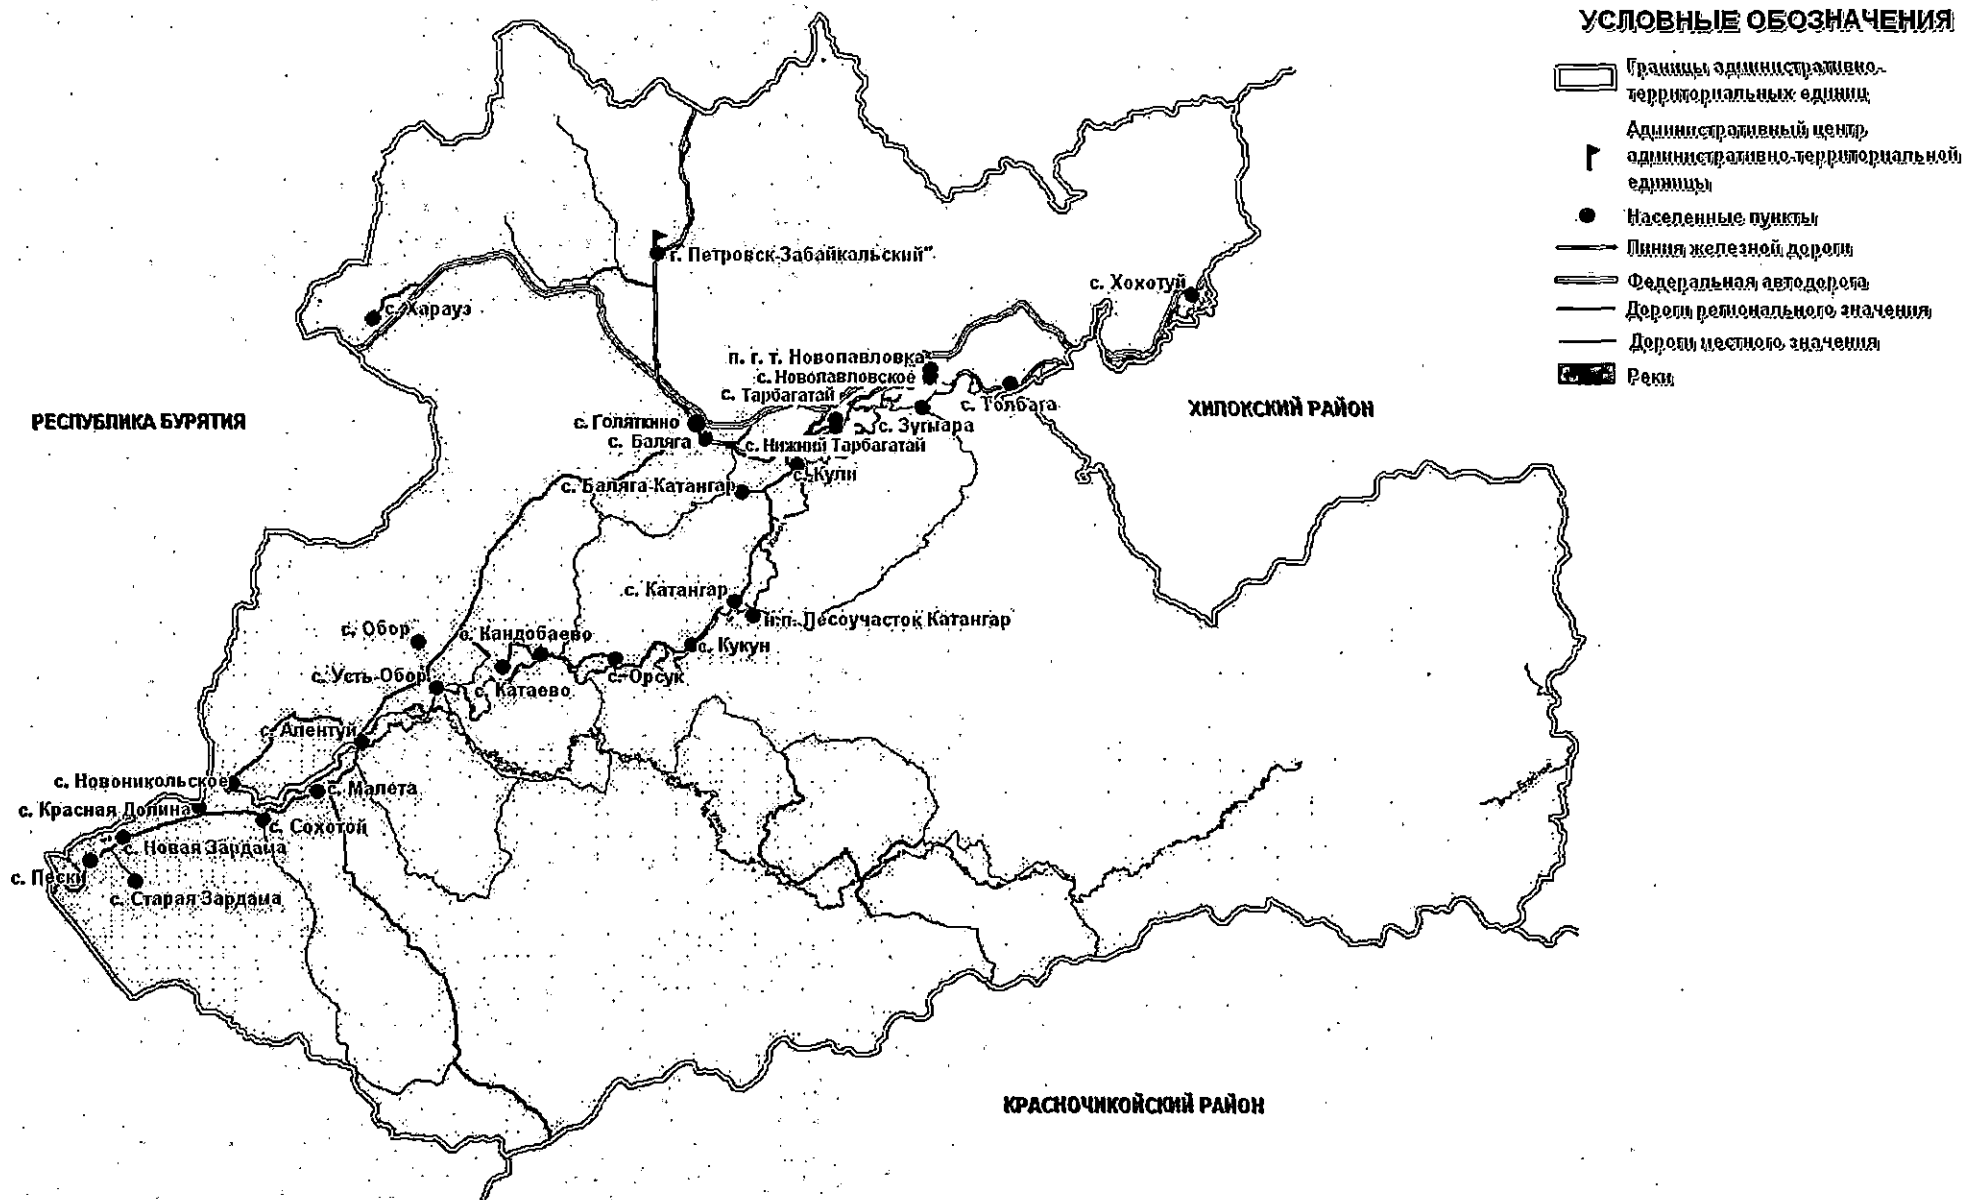 УСЛОВНЫЕ ОБОЗНАЧЕНИЯ
Границы административно-
территориальных единиц
Административный центр
административно-территориальной
единицы
Населенные пункты
Линия железной дороги
Федеральная автодорога
Дороги регионального значения
Дороги местного значения
Реки
г. Петровск-Забайкальский"
с. Харауз
с. Хохотуй
п. г. т. Новопавловка
с. Новопавловское
с. Тарбагатай
с. Толбага
РЕСПУБЛИКА БУРЯТИЯ
ХИЛОКСКИЙ РАЙОН
с. Голяткино
с. Зугмара
с. Баляга
с. Нижний Тарбагатай
с. Кули
с. Баляга-Катангар
с. Катангар
н.п. Лесоучасток Катангар
с. Обор
с. Кандобаево
с. Кукун
с. Усть-Обор
с. Катаево
с. Орсук
с. Алентуй
с. Новоникольское
с. Малета
с. Красная Долина
с. Сохотой
с. Новая Зардама
с. Пески
с. Старая Зардама
КРАСНОЧИКОЙСКИЙ РАЙОН